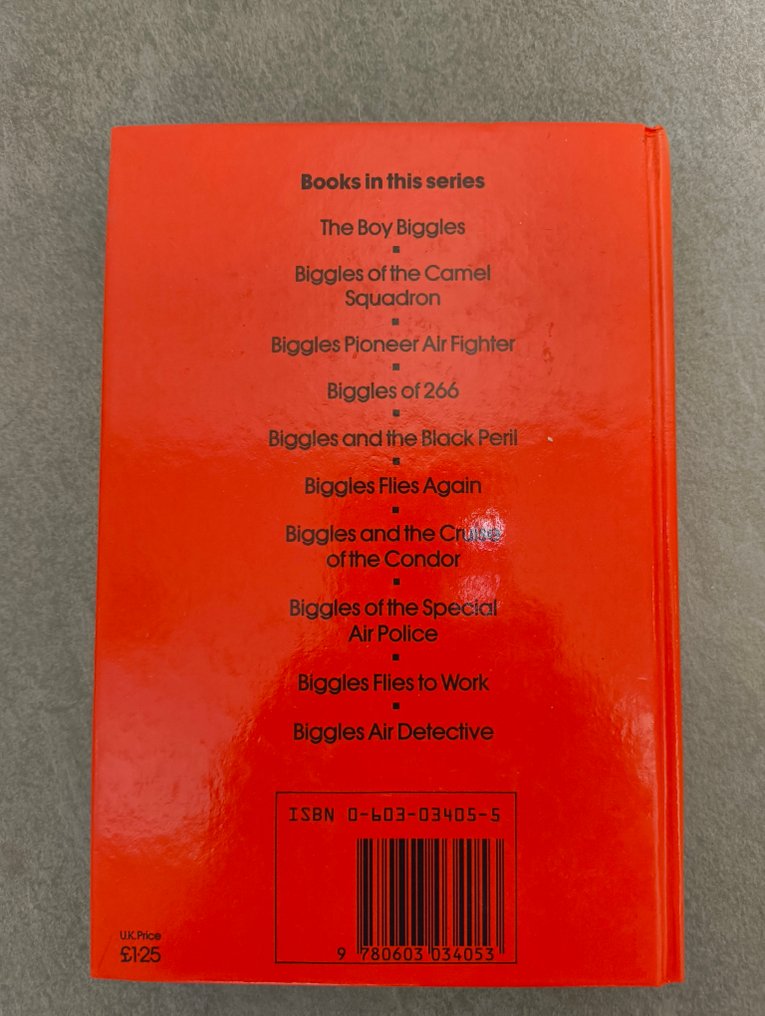 Books in this series
The Boy Biggles
Biggles of the Camel
Squadron
Biggles Pioneer Air Fighter
Biggles of 266
Biggles and the Black Peril
Biggles Flies Again
Biggles and the Cruise
of the Condor
Biggles of the Special
Air Police
Biggles Flies to Work
Biggles Air Detective
ISBN 0-603-03405-5
9 780603 034053
U.K. Price
£1·25